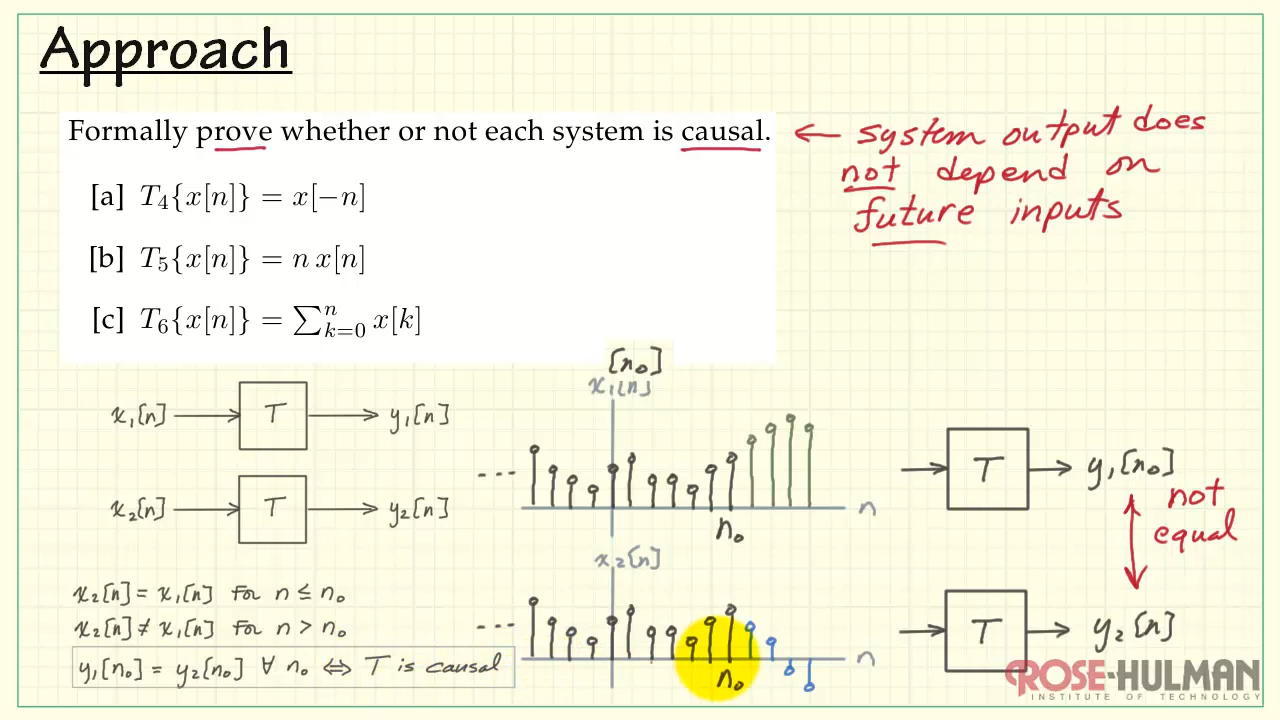 Approach
Formally prove whether or not each system is causal.
← system output does
not depend on
future inputs
[a] T₄{x[n]} = x[−n]
[b] T₅{x[n]} = n x[n]
[c] T₆{x[n]} = ∑ⁿₖ₌₀ x[k]
x₁[n] → T → y₁[n]
x₂[n] → T → y₂[n]
x₂[n] = x₁[n] for n ≤ n₀
x₂[n] ≠ x₁[n] for n > n₀
y₁[n₀] = y₂[n₀] ∀ n₀ ⇔ T is causal
[n₀]
x₁[n]
n
n₀
x₂[n]
n
n₀
T → y₁[n₀]
not
equal
T → y₂[n]
ROSE-HULMAN
INSTITUTE OF TECHNOLOGY